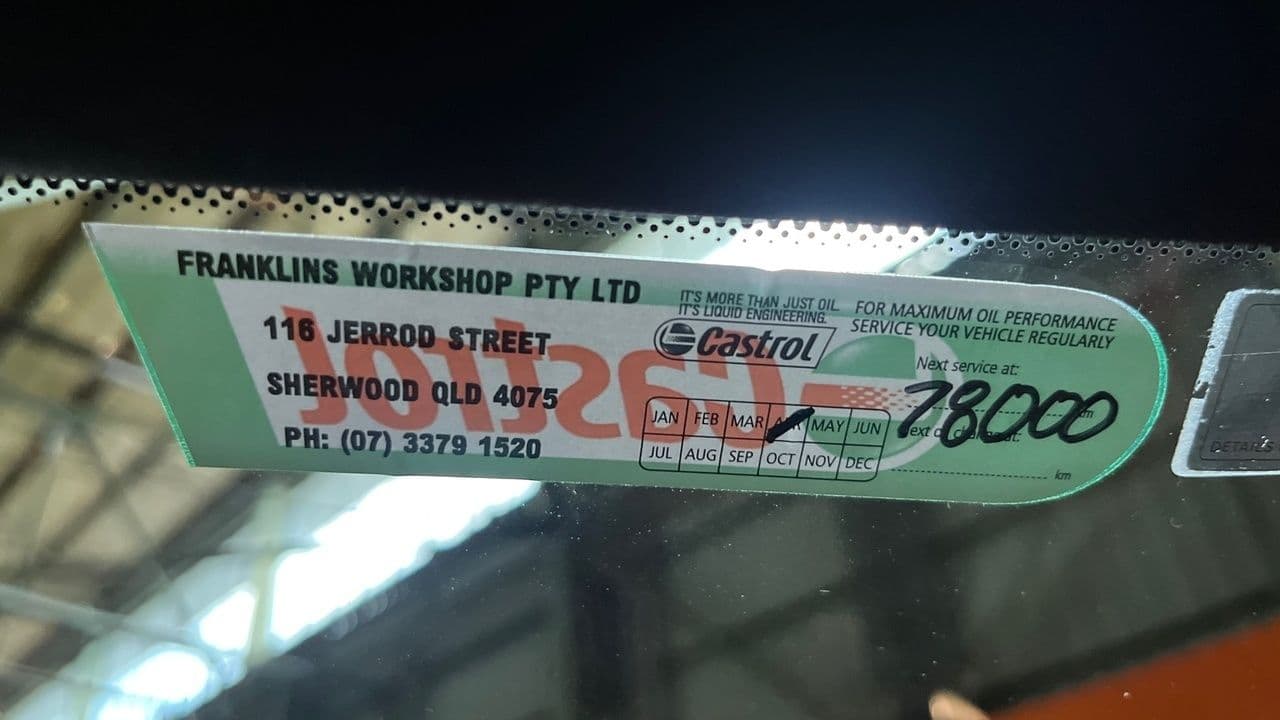 FRANKLINS WORKSHOP PTY LTD
116 JERROD STREET
SHERWOOD QLD 4075
PH: (07) 3379 1520
Castrol
IT'S MORE THAN JUST OIL.
IT'S LIQUID ENGINEERING.
Castrol
JAN FEB MAR APR MAY JUN
JUL AUG SEP OCT NOV DEC
FOR MAXIMUM OIL PERFORMANCE
SERVICE YOUR VEHICLE REGULARLY
Next service at:
78000 km
km
DETAILS